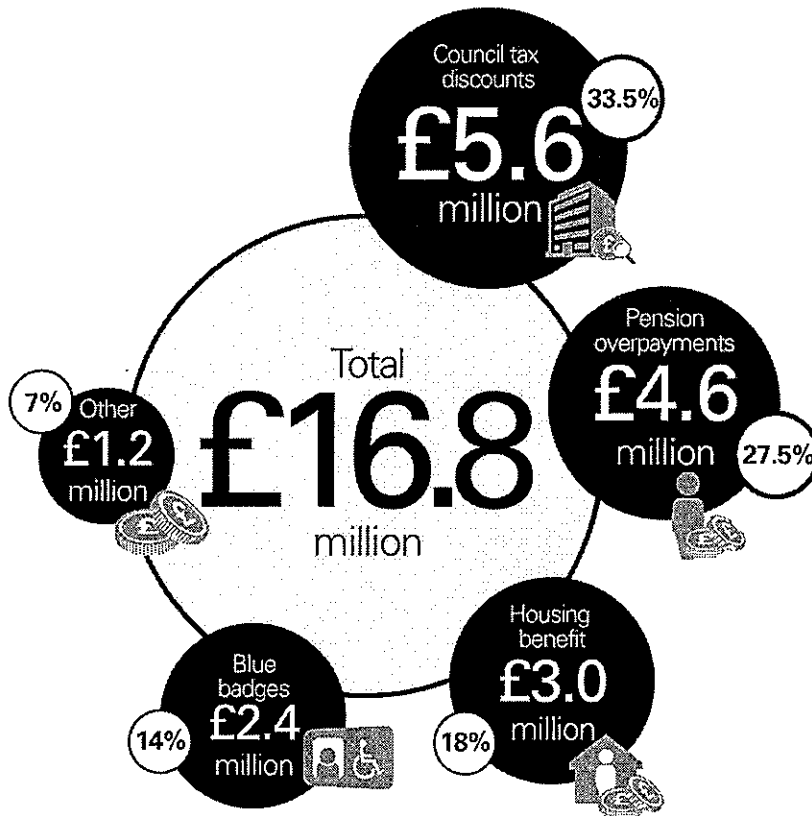 Council tax
discounts
£5.6
million
33.5%
Pension
overpayments
£4.6
million
27.5%
Total
£16.8
million
7%
Other
£1.2
million
Housing
benefit
£3.0
million
18%
Blue
badges
£2.4
million
14%